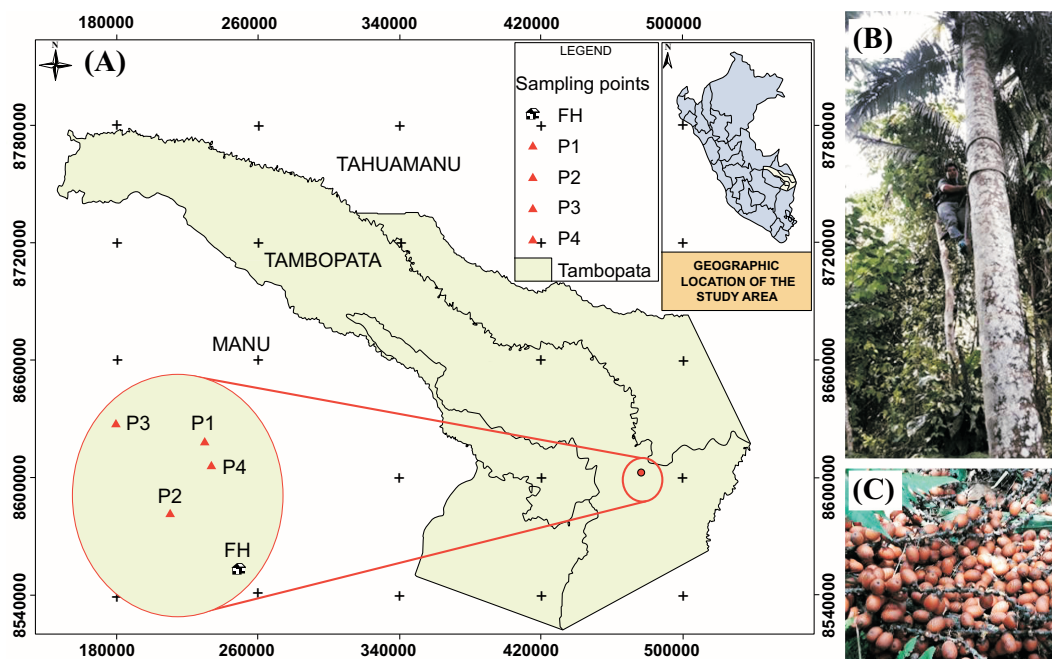 180000 260000 340000 420000 500000
N
(A)
LEGEND
Sampling points
FH
P1
P2
P3
P4
Tambopata
N
GEOGRAPHIC
LOCATION OF THE
STUDY AREA
(B)
(C)
8780000 8780000
8720000 8720000
8660000 8660000
8600000 8600000
8540000 8540000
TAHUAMANU
TAMBOPATA
MANU
P3
P1
P4
P2
FH
180000 260000 340000 420000 500000